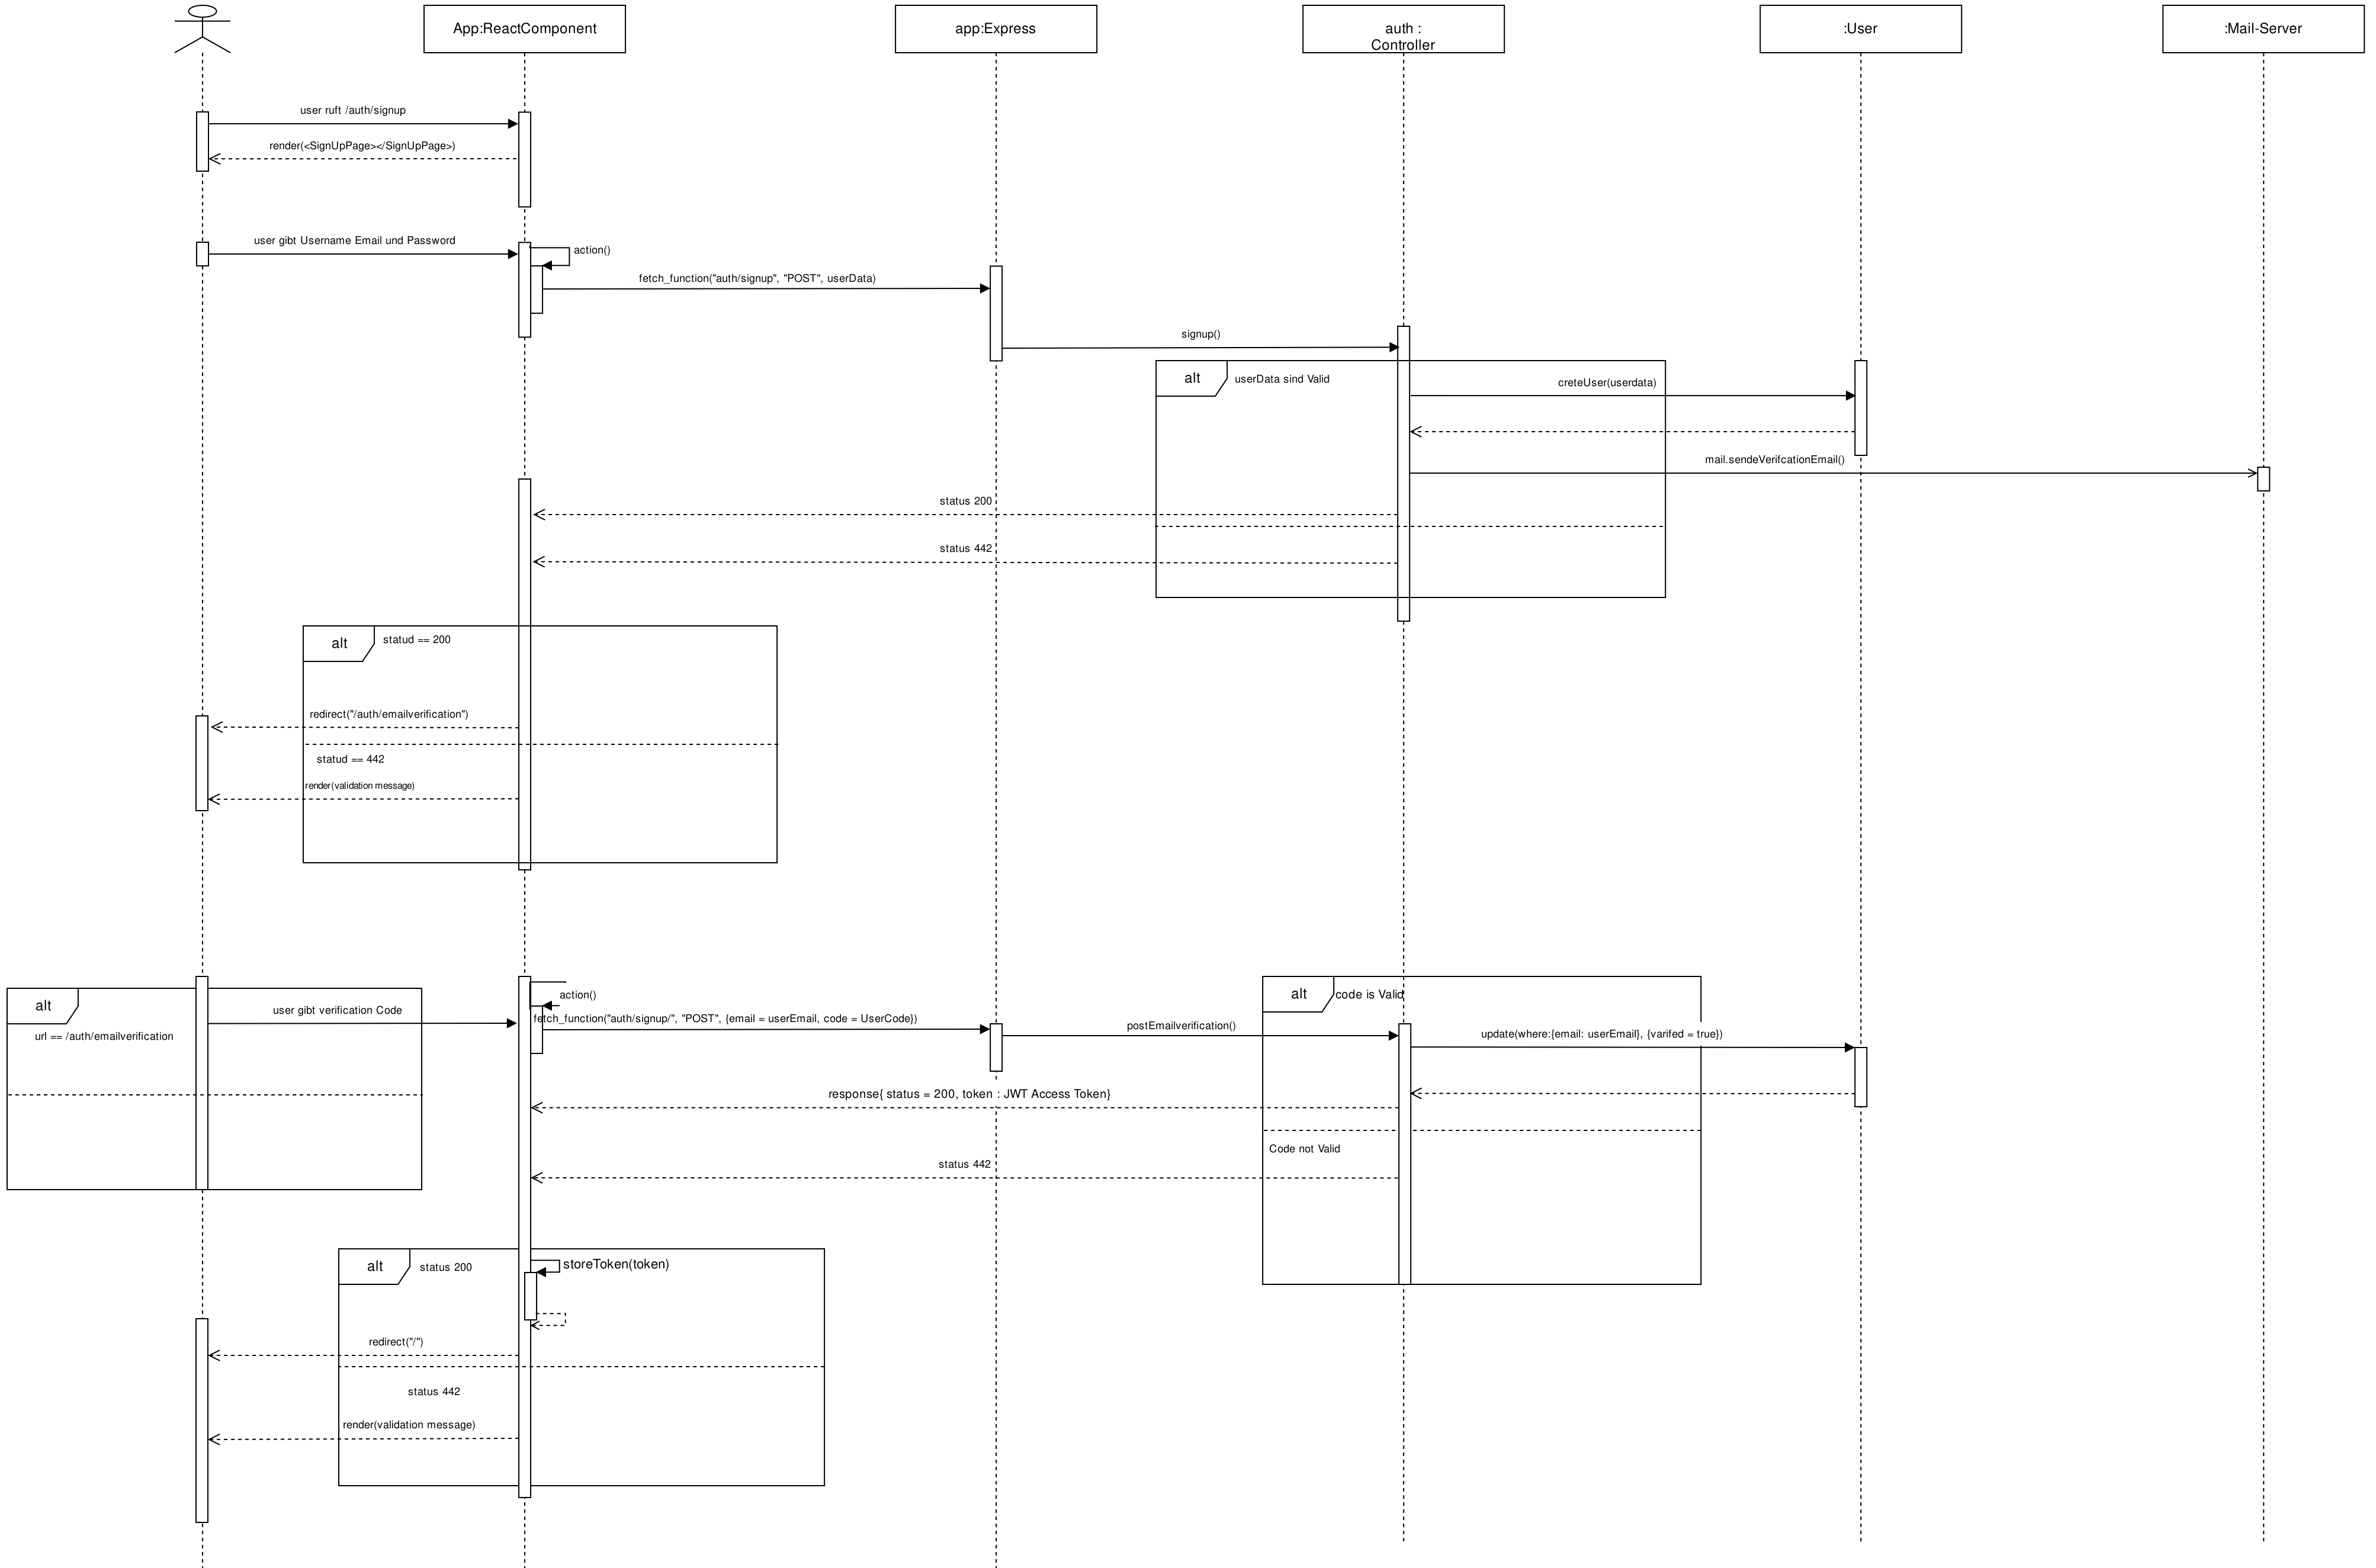 App:ReactComponent
app:Express
auth :
Controller
:User
:Mail-Server
user ruft /auth/signup
render(<SignUpPage></SignUpPage>)
user gibt Username Email und Password
action()
fetch_function("auth/signup", "POST", userData)
signup()
alt
userData sind Valid
creteUser(userdata)
mail.sendeVerifcationEmail()
status 200
status 442
alt
statud == 200
redirect("/auth/emailverification")
statud == 442
render(validation message)
alt
url == /auth/emailverification
user gibt verification Code
action()
fetch_function("auth/signup/", "POST", {email = userEmail, code = UserCode})
postEmailverification()
alt
code is Valid
update(where:{email: userEmail}, {varifed = true})
response{ status = 200, token : JWT Access Token}
Code not Valid
status 442
alt
status 200
storeToken(token)
redirect("/")
status 442
render(validation message)